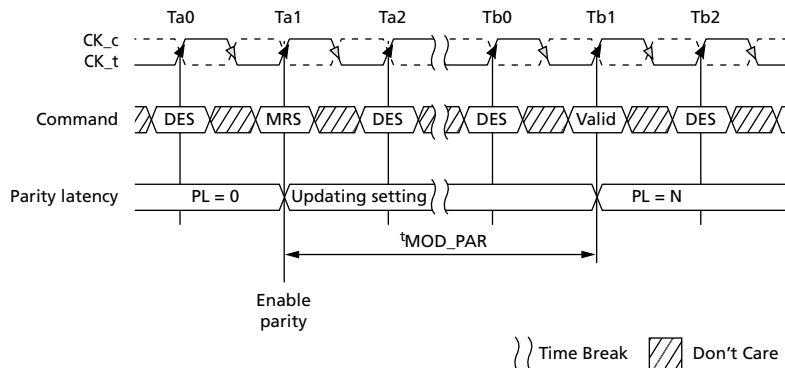 Ta0 Ta1 Ta2 Tb0 Tb1 Tb2
CK_c
CK_t
Command DES MRS DES DES Valid DES
Parity latency PL = 0 Updating setting PL = N
tMOD_PAR
Enable
parity
Time Break Don't Care